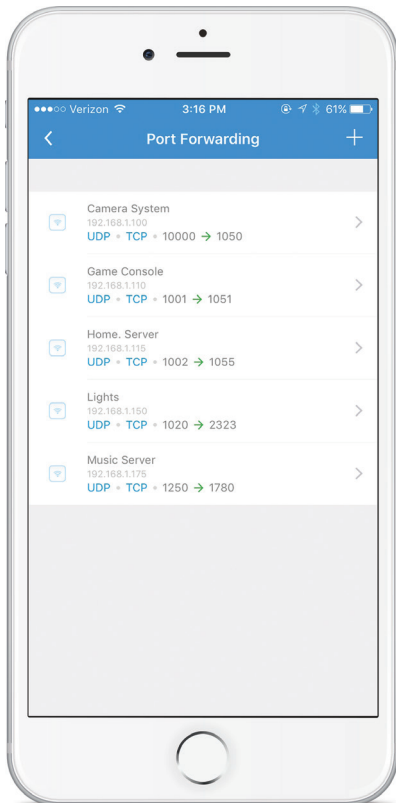 ●●●○○ Verizon 3:16 PM 61%
Port Forwarding
Camera System
192.168.1.100
UDP • TCP • 10000 → 1050
Game Console
192.168.1.110
UDP • TCP • 1001 → 1051
Home. Server
192.168.1.115
UDP • TCP • 1002 → 1055
Lights
192.168.1.150
UDP • TCP • 1020 → 2323
Music Server
192.168.1.175
UDP • TCP • 1250 → 1780